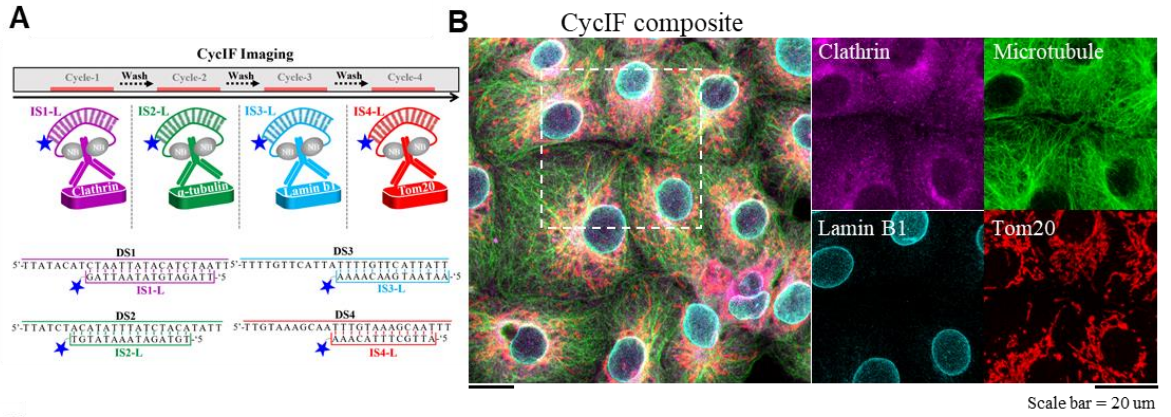 A
CycIF Imaging
Cycle-1 Wash Cycle-2 Wash Cycle-3 Wash Cycle-4
IS1-L IS2-L IS3-L IS4-L
NB NB NB NB NB NB NB NB
Clathrin α-tubulin Lamin b1 Tom20
DS1
5'-TTATACATCTAATTATACATCTAATT
GATTAATATGTAGATT-'5
IS1-L
DS3
5'-TTTTGTTCATTATTTTGTTCATTATT
AAAACAAGTAATAA-'5
IS3-L
DS2
5'-TTATCTACATATTTATCTACATATT
TGTATAAATAGATGT-'5
IS2-L
DS4
5'-TTGTAAAGCAATTTGTAAAGCAATTT
AAACATTTCGTTA-'5
IS4-L
B
CycIF composite
Clathrin
Microtubule
Lamin B1
Tom20
Scale bar = 20 um